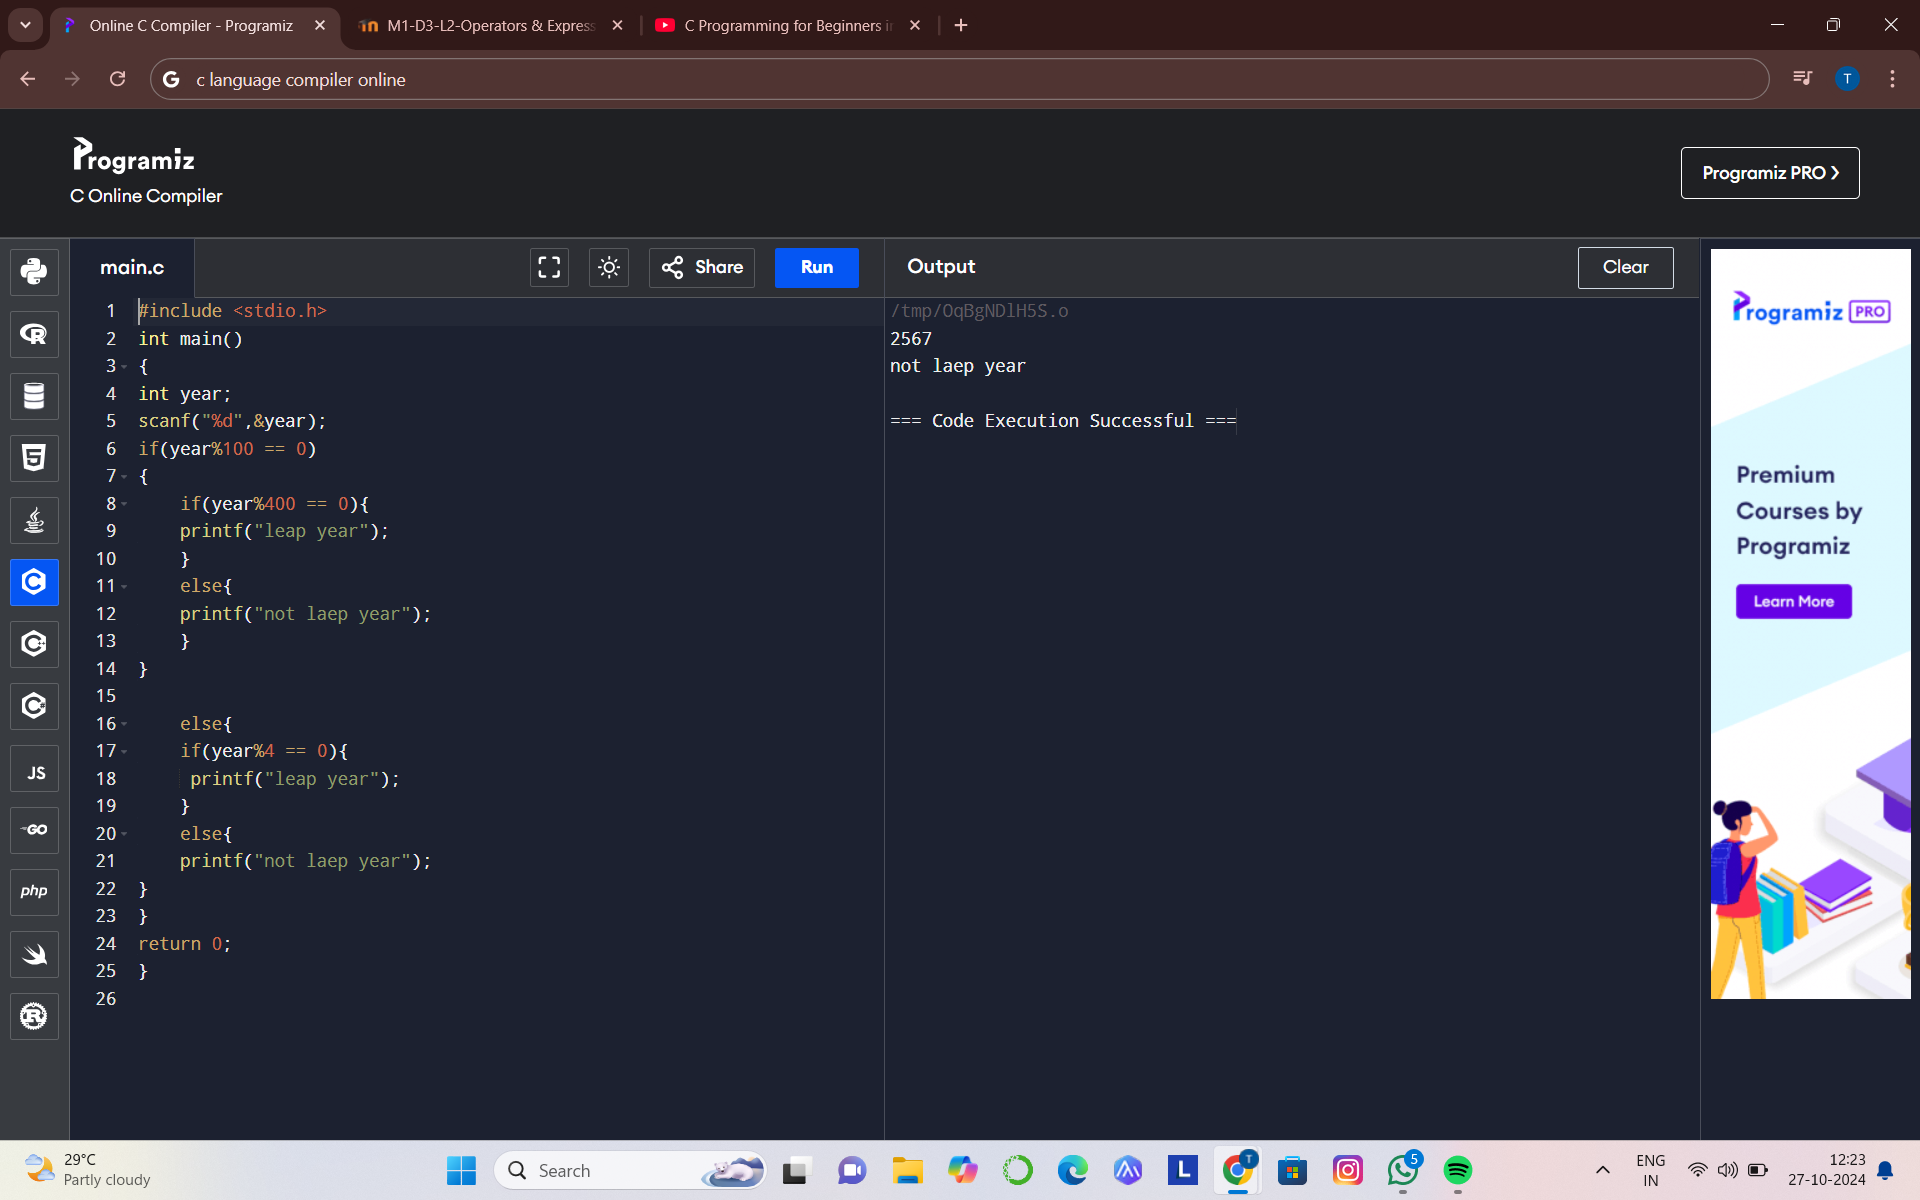 Online C Compiler - Programiz
M1-D3-L2-Operators & Express
C Programming for Beginners i
c language compiler online
T
Programiz
C Online Compiler
Programiz PRO
main.c
Share
Run
Output
Clear
1 #include <stdio.h>
2 int main()
3 {
4 int year;
5 scanf("%d",&year);
6 if(year%100 == 0)
7 {
8 if(year%400 == 0){
9 printf("leap year");
10 }
11 else{
12 printf("not laep year");
13 }
14 }
15
16 else{
17 if(year%4 == 0){
18 printf("leap year");
19 }
20 else{
21 printf("not laep year");
22 }
23 }
24 return 0;
25 }
26
/tmp/OqBgNDlH5S.o
2567
not laep year
=== Code Execution Successful ===
Programiz PRO
Premium
Courses by
Programiz
Learn More
JS
GO
php
29°C
Partly cloudy
Search
L
T
5
ENG
IN
12:23
27-10-2024